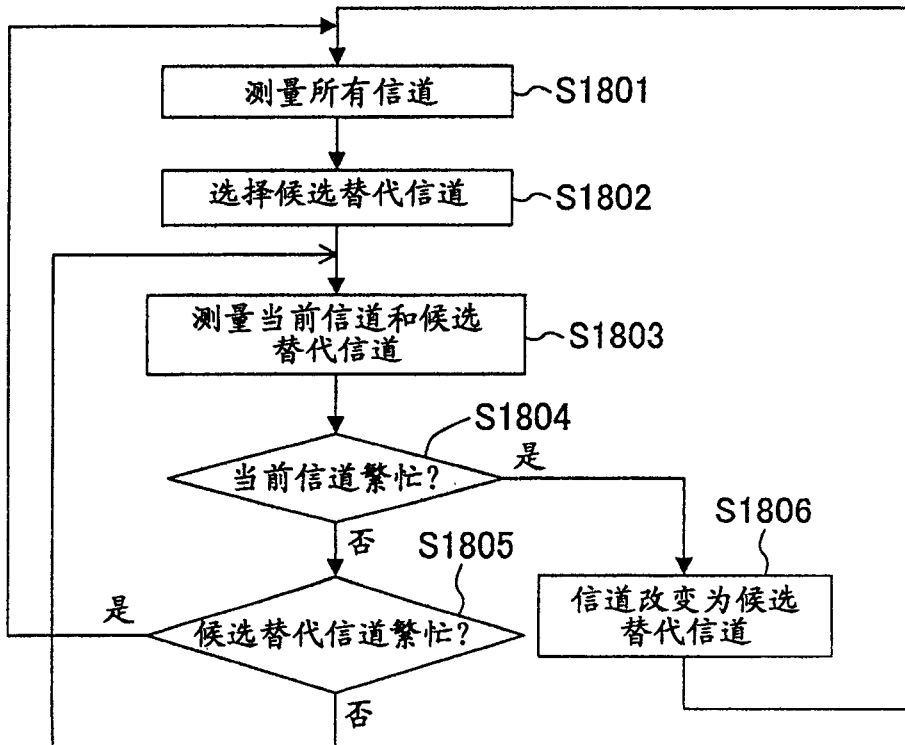 测量所有信道
S1801
选择候选替代信道
S1802
测量当前信道和候选
替代信道
S1803
S1804
当前信道繁忙?
是
否
S1806
S1805
信道改变为候选
替代信道
是
候选替代信道繁忙?
否